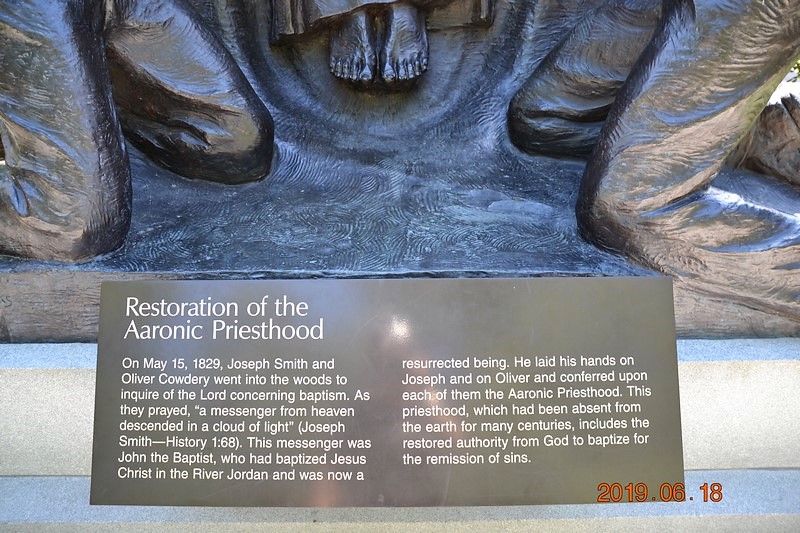 Restoration of the
Aaronic Priesthood
On May 15, 1829, Joseph Smith and
Oliver Cowdery went into the woods to
inquire of the Lord concerning baptism. As
they prayed, “a messenger from heaven
descended in a cloud of light” (Joseph
Smith—History 1:68). This messenger was
John the Baptist, who had baptized Jesus
Christ in the River Jordan and was now a
resurrected being. He laid his hands on
Joseph and on Oliver and conferred upon
each of them the Aaronic Priesthood. This
priesthood, which had been absent from
the earth for many centuries, includes the
restored authority from God to baptize for
the remission of sins.
2019.06.18